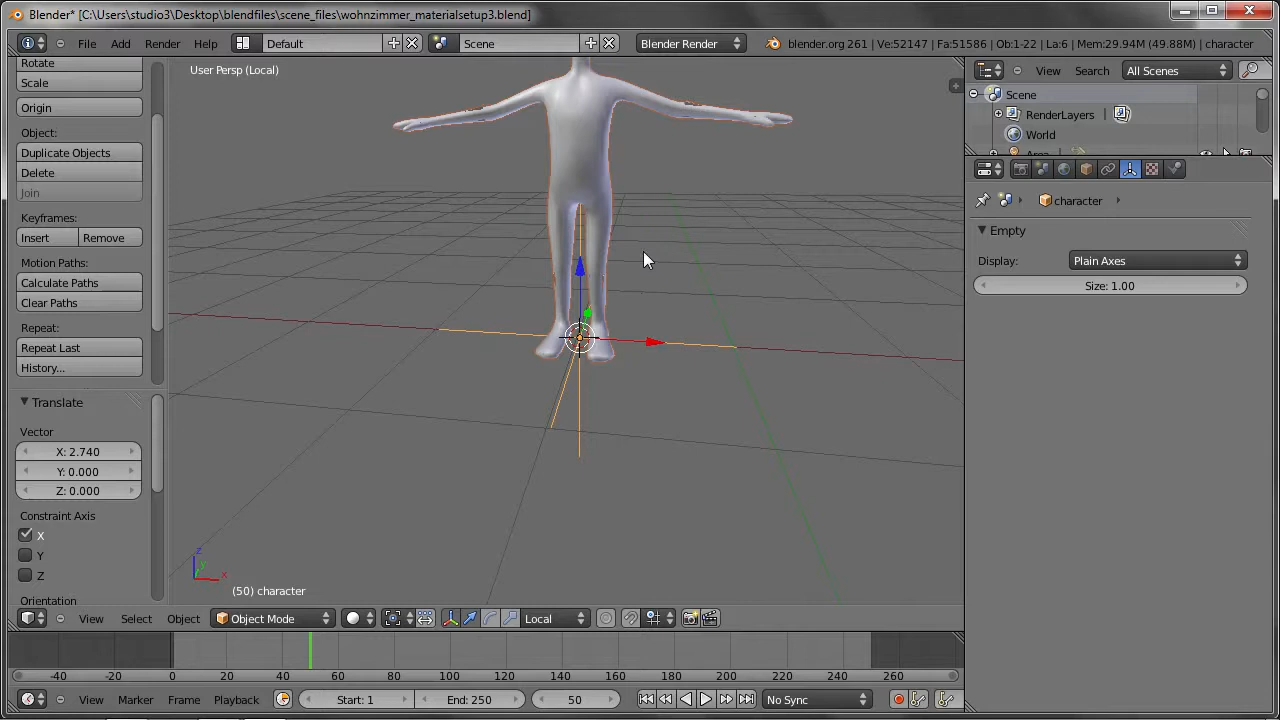 Blender* [C:\Users\studio3\Desktop\blendfiles\scene_files\wohnzimmer_materialsetup3.blend]
File Add Render Help Default Scene Blender Render blender.org 261 | Ve:52147 | Fa:51586 | Ob:1-22 | La:6 | Mem:29.94M (49.88M) | character
Rotate
Scale
Origin
Object:
Duplicate Objects
Delete
Join
Keyframes:
Insert Remove
Motion Paths:
Calculate Paths
Clear Paths
Repeat:
Repeat Last
History...
Translate
Vector
X: 2.740
Y: 0.000
Z: 0.000
Constraint Axis
X
Y
Z
Orientation
User Persp (Local)
z
y
x
(50) character
View Select Object Object Mode Local
View Search All Scenes
Scene
RenderLayers
World
character
Empty
Display: Plain Axes
Size: 1.00
-40 -20 0 20 40 60 80 100 120 140 160 180 200 220 240 260
View Marker Frame Playback Start: 1 End: 250 50 No Sync